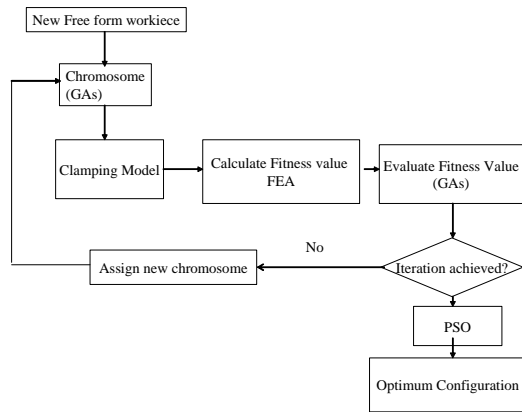 New Free form workiece
Chromosome
(GAs)
Clamping Model
Calculate Fitness value
FEA
Evaluate Fitness Value
(GAs)
No
Assign new chromosome
Iteration achieved?
PSO
Optimum Configuration